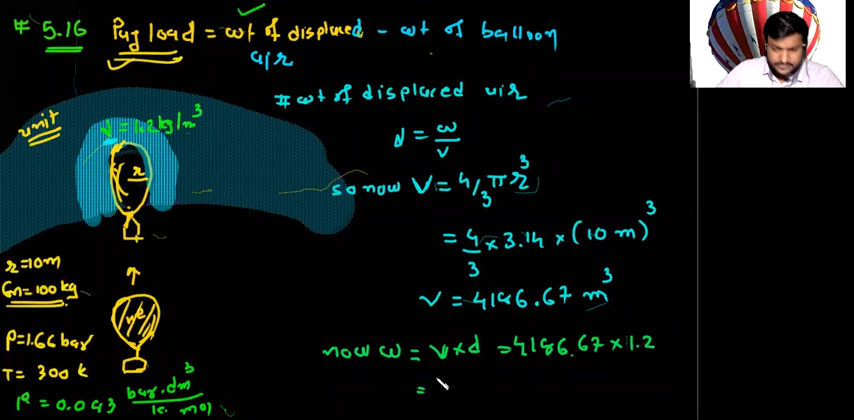 # 5.16 Pay load = wt of displaced - wt of balloon
air
# wt of displaced air
unit
d = 1.2 kg/m³
d = w/v
r
so now V = 4/3 πr³
= 4/3 × 3.14 × (10 m)³
r = 10m
m = 100 kg
V = 4186.67 m³
P = 1.66 bar
now w = v × d = 4186.67 × 1.2
T = 300 k
=
R = 0.083 bar.dm³/k. mol